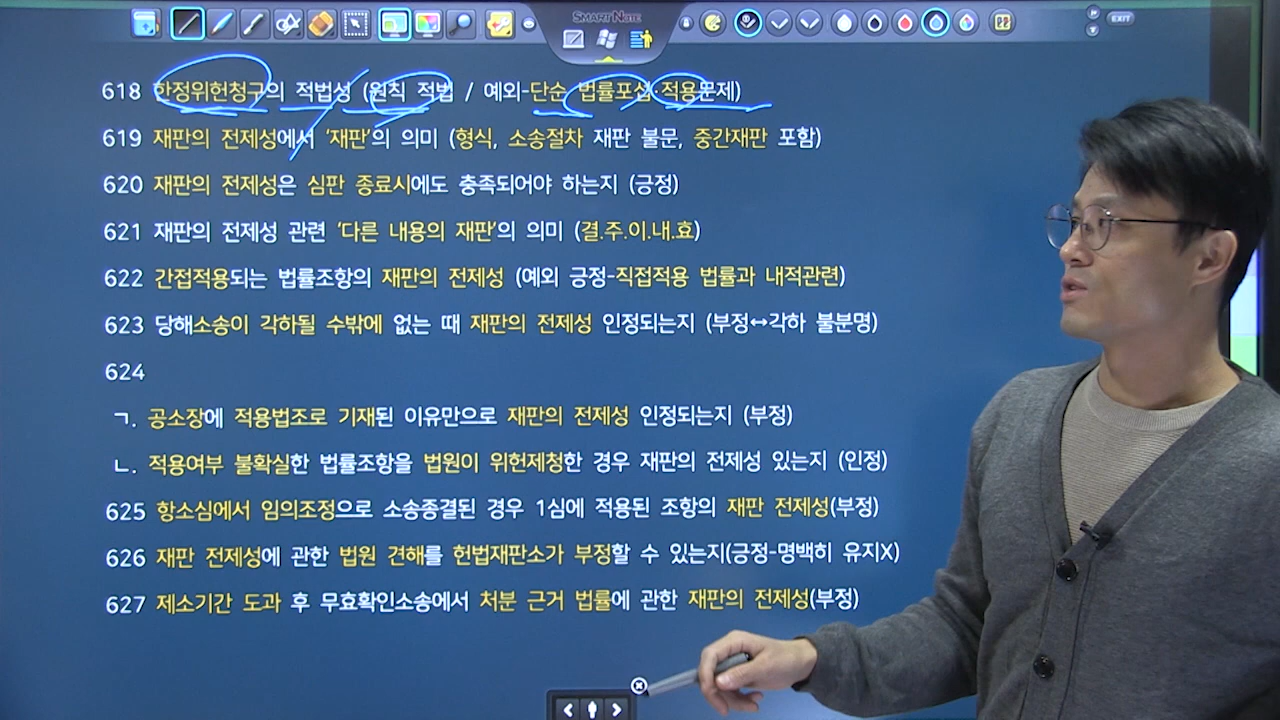 SMART NOTE
EXIT
618 한정위헌청구의 적법성 (원칙 적법 / 예외-단순 법률포섭·적용문제)
619 재판의 전제성에서 '재판'의 의미 (형식, 소송절차 재판 불문, 중간재판 포함)
620 재판의 전제성은 심판 종료시에도 충족되어야 하는지 (긍정)
621 재판의 전제성 관련 '다른 내용의 재판'의 의미 (결.주.이.내.효)
622 간접적용되는 법률조항의 재판의 전제성 (예외 긍정-직접적용 법률과 내적관련)
623 당해소송이 각하될 수밖에 없는 때 재판의 전제성 인정되는지 (부정↔각하 불분명)
624
ㄱ. 공소장에 적용법조로 기재된 이유만으로 재판의 전제성 인정되는지 (부정)
ㄴ. 적용여부 불확실한 법률조항을 법원이 위헌제청한 경우 재판의 전제성 있는지 (인정)
625 항소심에서 임의조정으로 소송종결된 경우 1심에 적용된 조항의 재판 전제성(부정)
626 재판 전제성에 관한 법원 견해를 헌법재판소가 부정할 수 있는지(긍정-명백히 유지X)
627 제소기간 도과 후 무효확인소송에서 처분 근거 법률에 관한 재판의 전제성(부정)